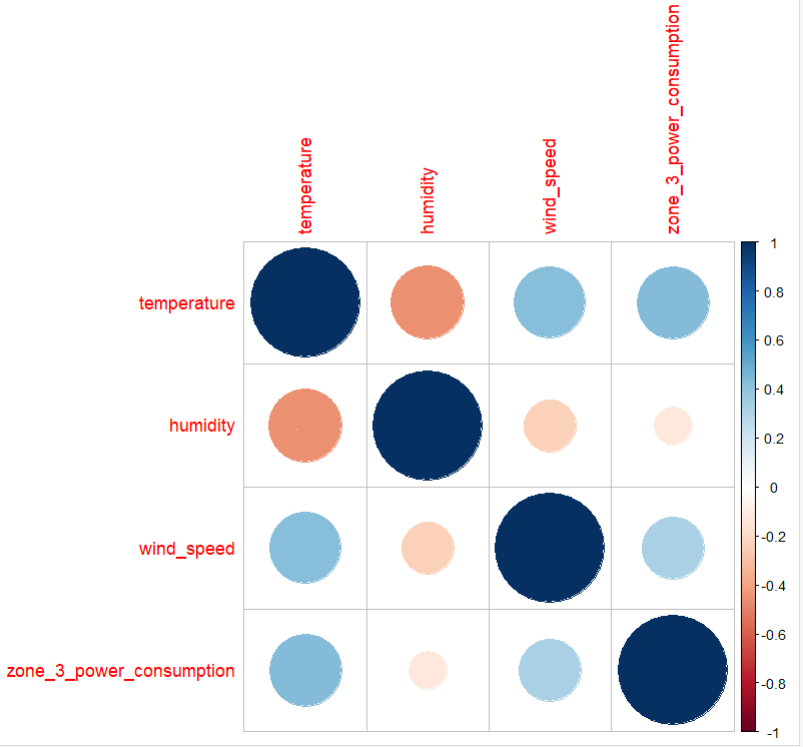 temperature
humidity
wind_speed
zone_3_power_consumption
temperature
humidity
wind_speed
zone_3_power_consumption
1
0.8
0.6
0.4
0.2
0
-0.2
-0.4
-0.6
-0.8
-1